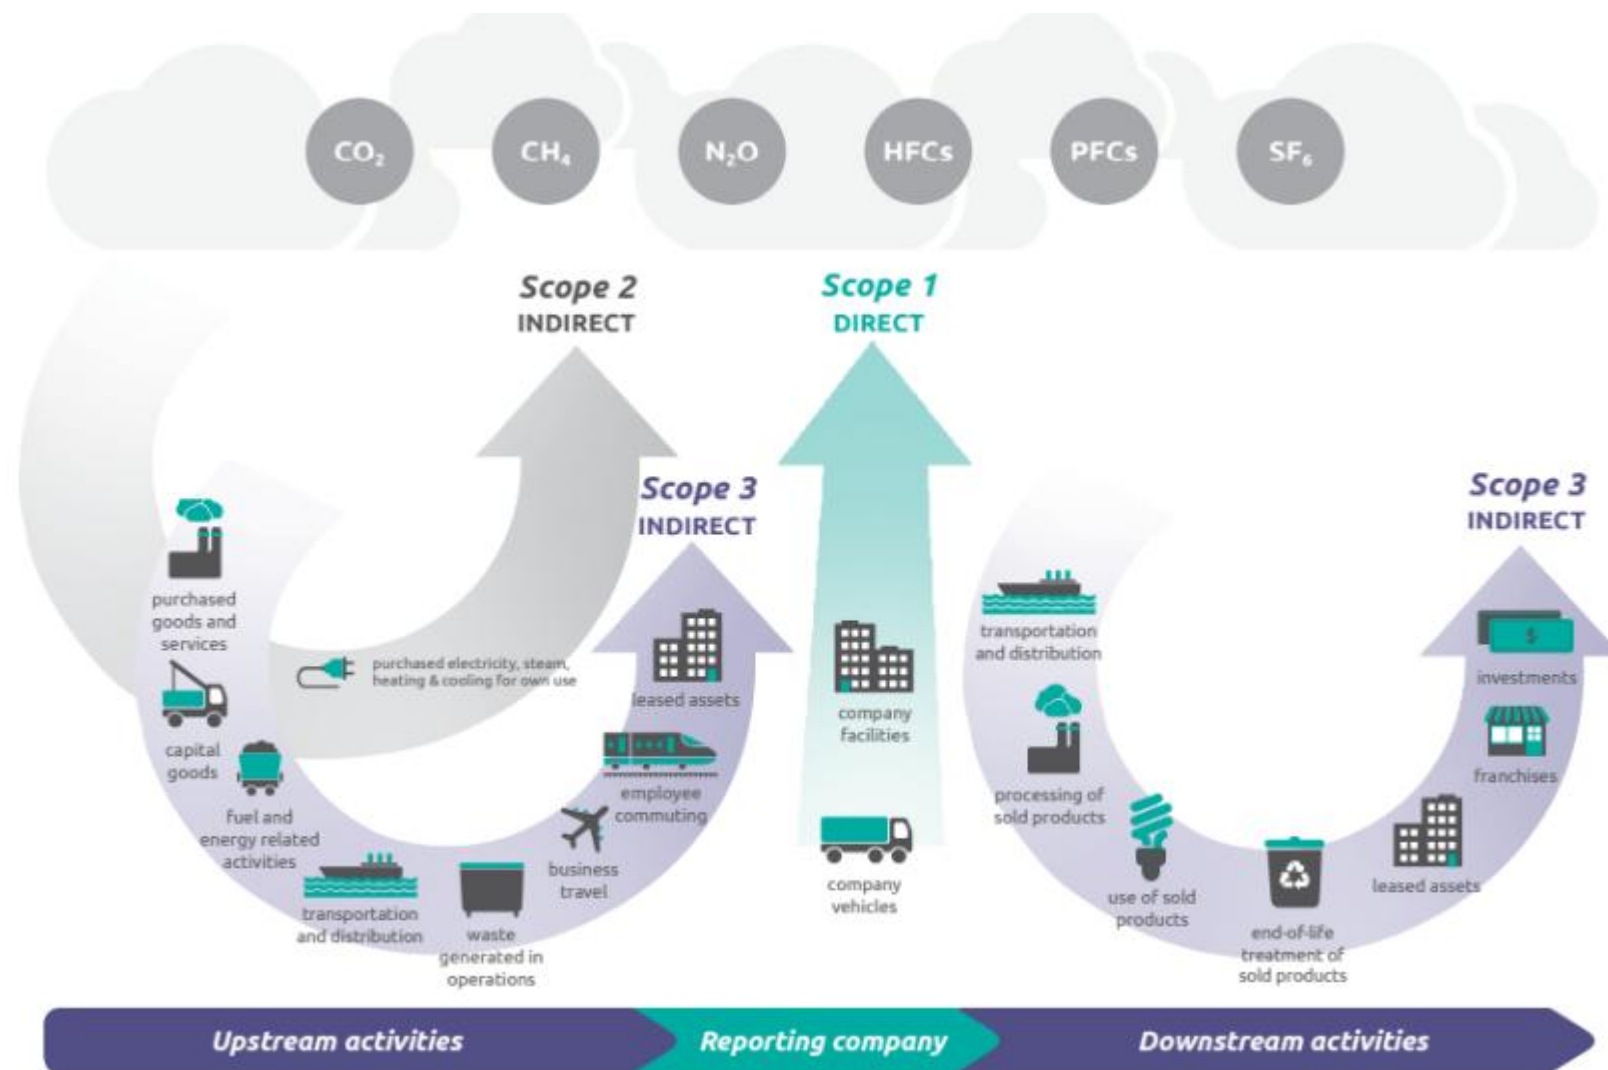 CO₂
CH₄
N₂O
HFCs
PFCs
SF₆
Scope 2
INDIRECT
Scope 1
DIRECT
Scope 3
INDIRECT
Scope 3
INDIRECT
purchased
goods and
services
capital
goods
fuel and
energy related
activities
transportation
and distribution
waste
generated in
operations
business
travel
employee
commuting
leased assets
purchased electricity, steam,
heating & cooling for own use
company
facilities
company
vehicles
transportation
and distribution
processing of
sold products
use of sold
products
end-of-life
treatment of
sold products
leased assets
franchises
investments
$
Upstream activities
Reporting company
Downstream activities